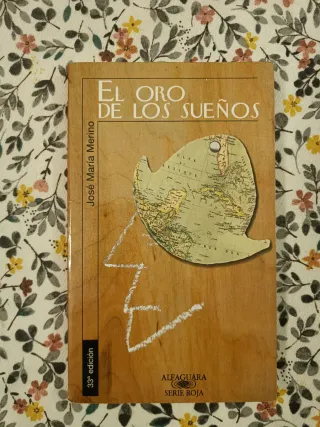 EL ORO
DE LOS SUEÑOS
José María Merino
33ª edición
ALFAGUARA
SERIE ROJA